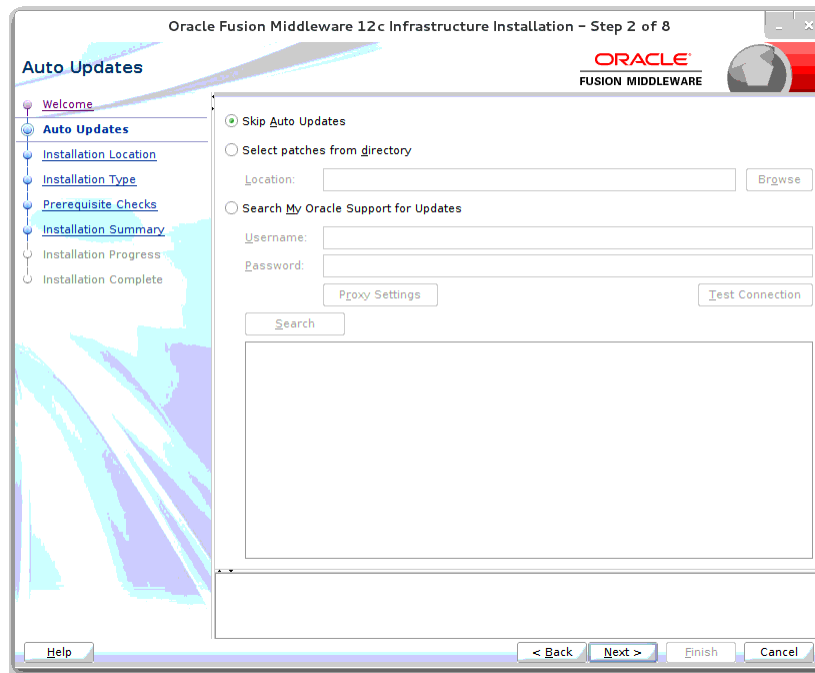 Oracle Fusion Middleware 12c Infrastructure Installation - Step 2 of 8
Auto Updates
ORACLE
FUSION MIDDLEWARE
Welcome
Auto Updates
Installation Location
Installation Type
Prerequisite Checks
Installation Summary
Installation Progress
Installation Complete
Skip Auto Updates
Select patches from directory
Location:
Browse
Search My Oracle Support for Updates
Username:
Password:
Proxy Settings
Test Connection
Search
Help
< Back
Next >
Finish
Cancel